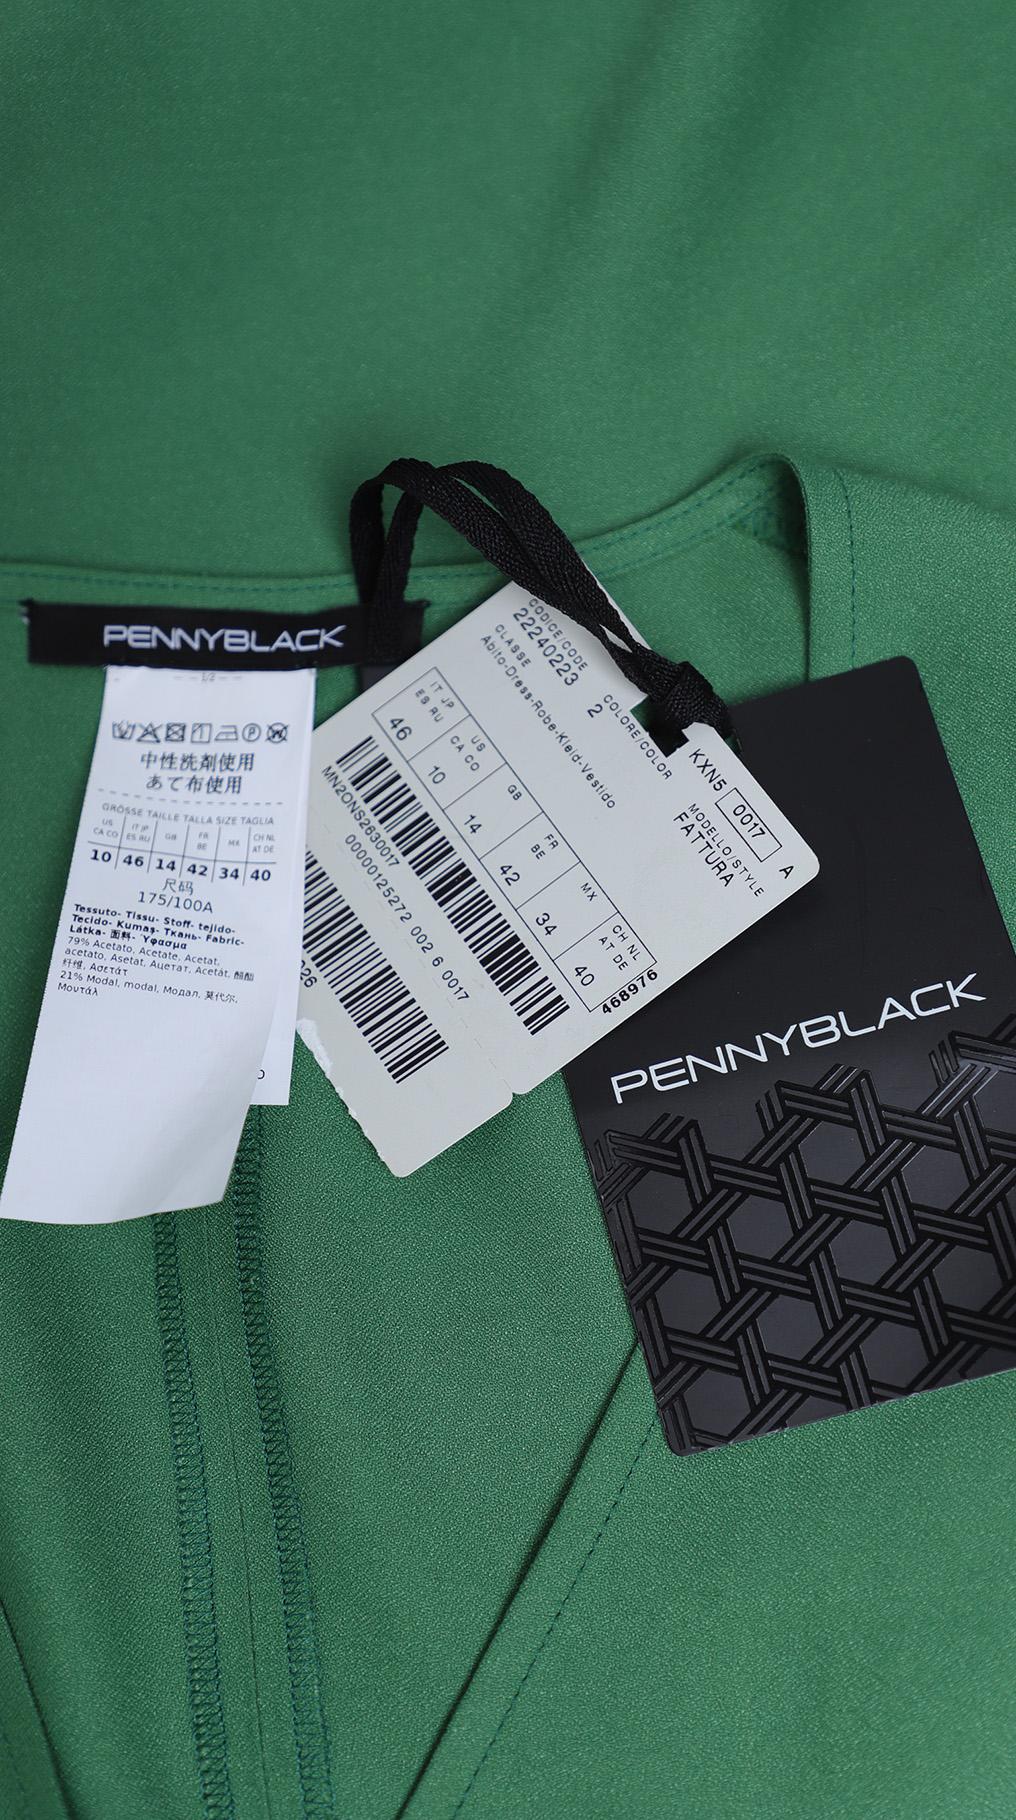 PENNYBLACK
1/2
中性洗剤使用
あて布使用
GRÖSSE TAILLE TALLA SIZE TAGLIA
US CA CO
IT JP ES RU
GB
FR BE
MX
CH NL AT DE
10 46 14 42 34 40
尺码
175/100A
Tessuto- Tissu- Stoff- tejido-
Tecido- Kumaş- Ткань- Fabric-
Látka- 面料- Ύφασμα
79% Acetato, Acetate, Acetat,
acetato, Asetat, Ацетат, Acetát, 醋酯
纤维, Ασετάτ
21% Modal, modal, Модал, 莫代尔,
Μοντάλ
CODICE/CODE
22240223
COLORE/COLOR
2
CLASSE
Abito-Dress-Robe-Kleid-Vestido
IT JP ES RU
46
US CA CO
10
GB
14
FR BE
42
MX
34
CH NL AT DE
40
468976
MN2ONS2630017
00000125272 002 6 0017
26
KXN5 0017 A
MODELLO/STYLE
FATTURA
PENNYBLACK